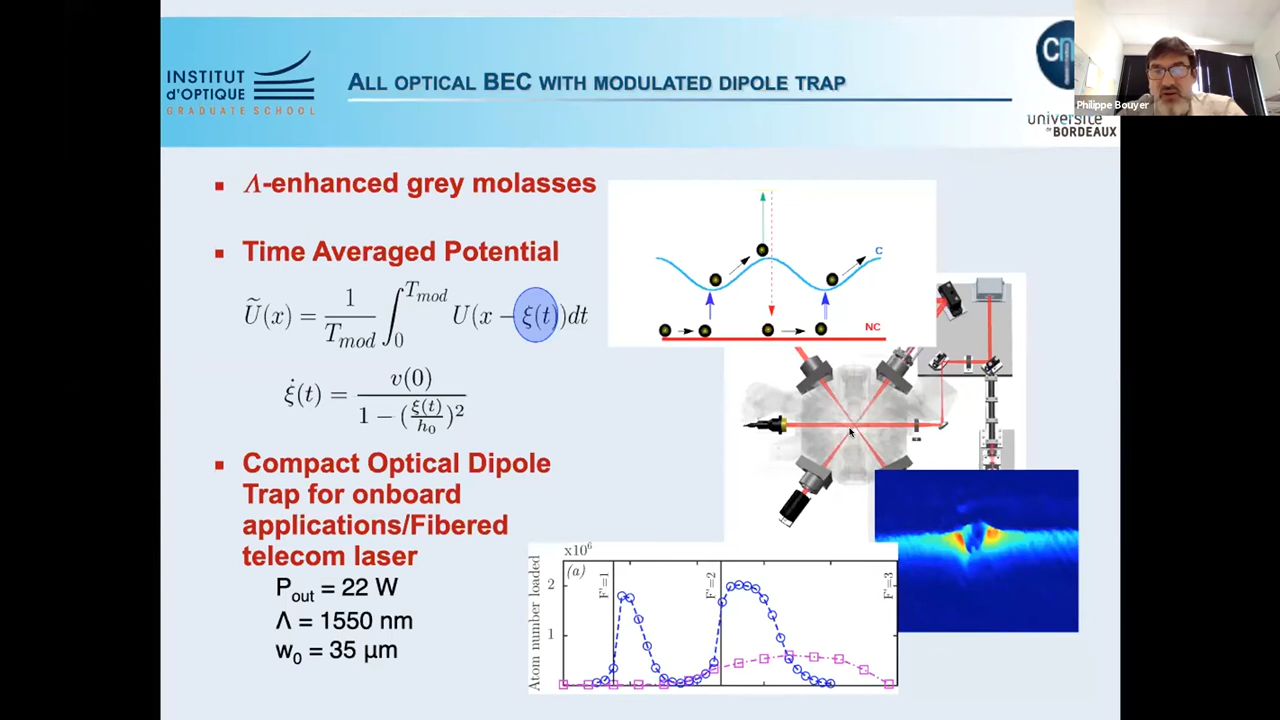 INSTITUT
d'OPTIQUE
GRADUATE SCHOOL
ALL OPTICAL BEC WITH MODULATED DIPOLE TRAP
Philippe Bouyer
université
de BORDEAUX
▪ Λ-enhanced grey molasses
▪ Time Averaged Potential
Ũ(x) = 1/T_mod ∫_0^{T_mod} U(x − ξ(t))dt
ξ̇(t) = v(0) / (1 − (ξ(t)/h_0)^2)
▪ Compact Optical Dipole
Trap for onboard
applications/Fibered
telecom laser
P_out = 22 W
Λ = 1550 nm
w_0 = 35 µm
C
NC
x10^6
(a)
F'=1
F'=2
F'=3
2
1
Atom number loaded